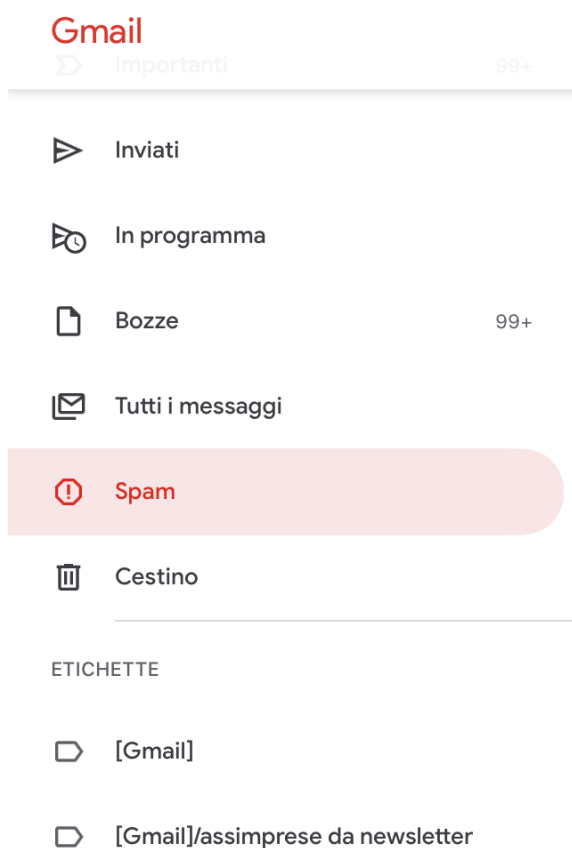 Gmail
Importanti 99+
Inviati
In programma
Bozze 99+
Tutti i messaggi
Spam
Cestino
ETICHETTE
[Gmail]
[Gmail]/assimprese da newsletter